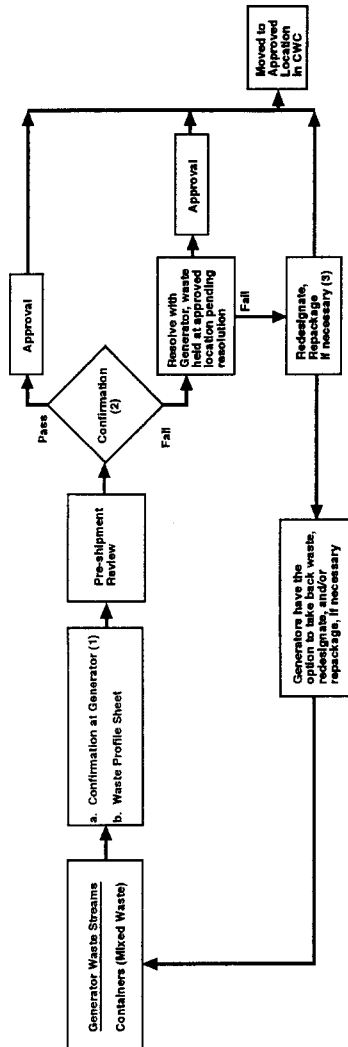 Generator Waste Streams
Containers (Mixed Waste)
a. Confirmation at Generator (1)
b. Waste Profile Sheet
Pre-shipment
Review
Confirmation
(2)
Pass
Fail
Approval
Resolve with
Generator, waste
held at approved
location pending
resolution
Approval
Fail
Redesignate,
Repackage
If necessary (3)
Moved to
Approved
Location
in CWC
Generators have the
option to take back waste,
redesignate, and/or
repackage, if necessary